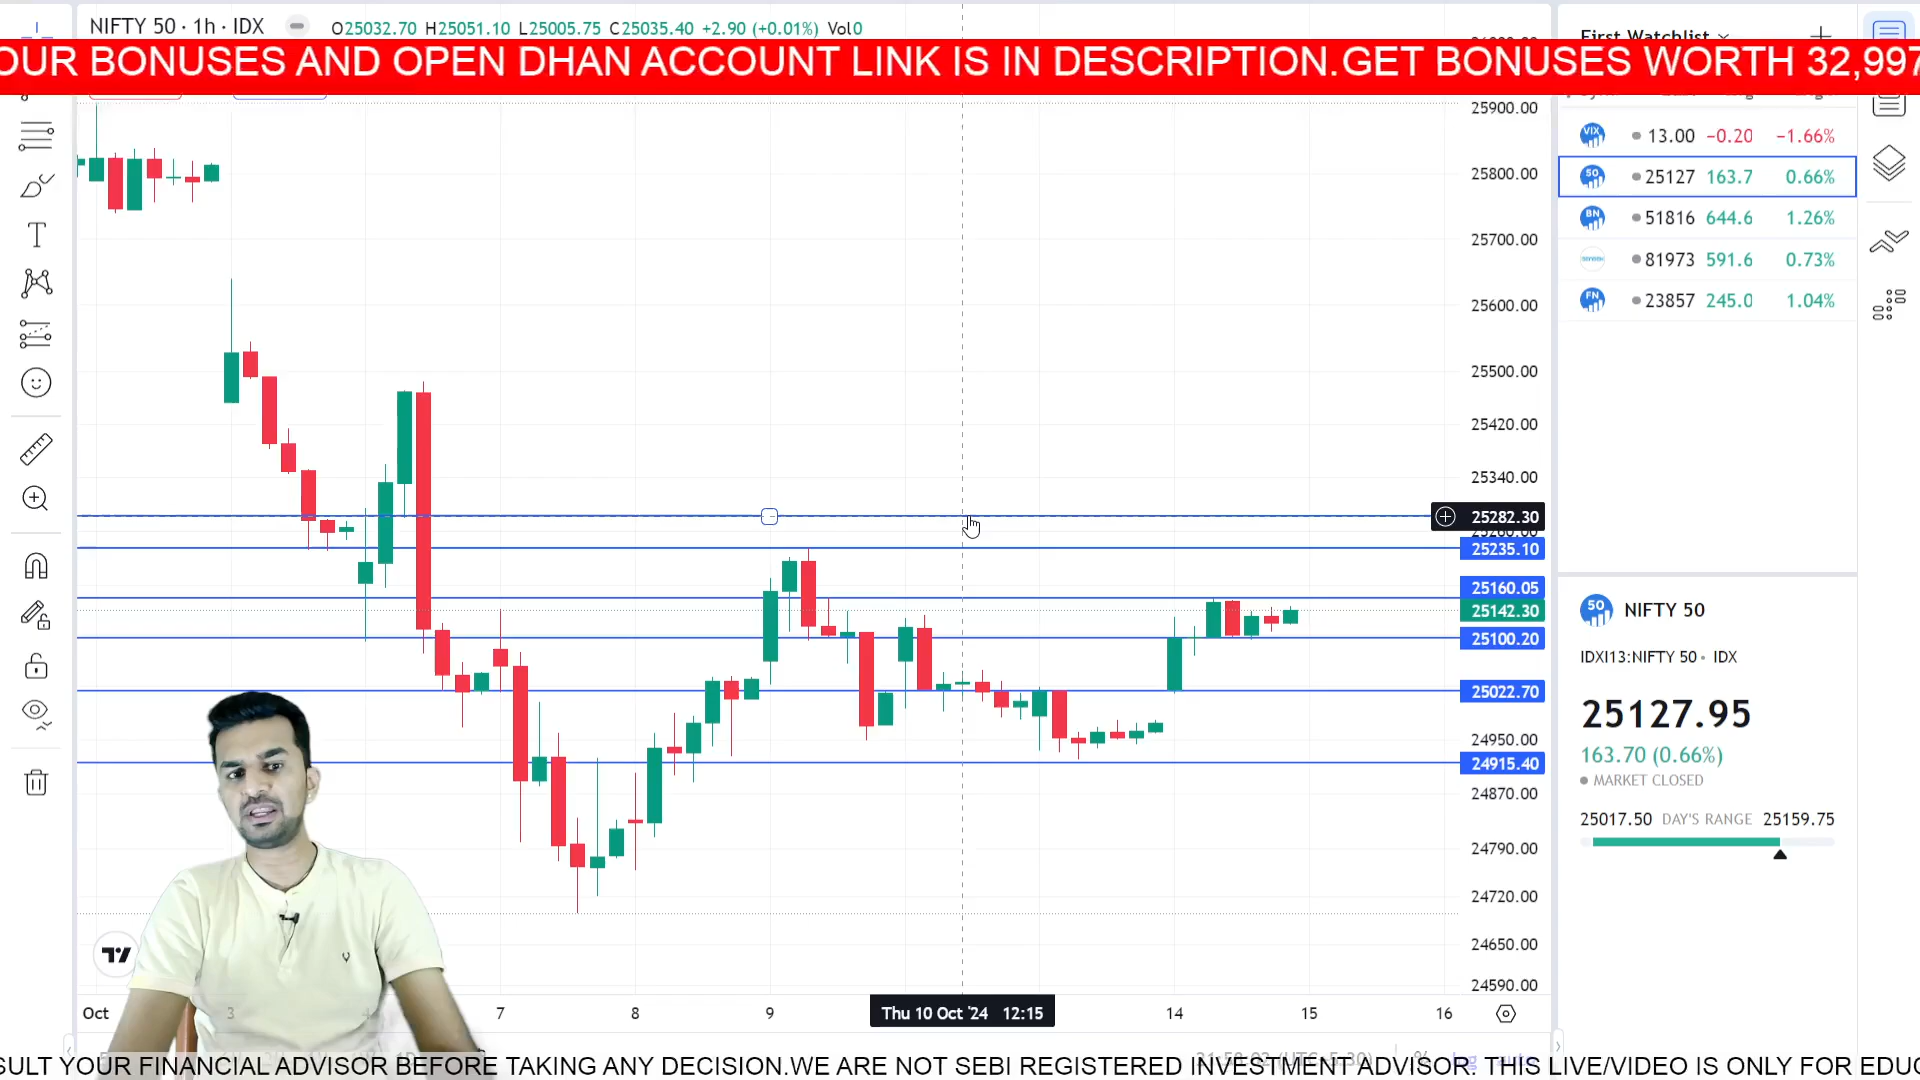 NIFTY 50 · 1h · IDX
O25032.70 H25051.10 L25005.75 C25035.40 +2.90 (+0.01%) Vol0
First Watchlist
OUR BONUSES AND OPEN DHAN ACCOUNT LINK IS IN DESCRIPTION.GET BONUSES WORTH 32,997
25900.00
25800.00
25700.00
25600.00
25500.00
25420.00
25340.00
25282.30
25235.10
25160.05
25142.30
25100.20
25022.70
24950.00
24915.40
24870.00
24790.00
24720.00
24650.00
24590.00
VIX 13.00 −0.20 −1.66%
50 25127 163.7 0.66%
BN 51816 644.6 1.26%
81973 591.6 0.73%
FN 23857 245.0 1.04%
50 NIFTY 50
IDXI13:NIFTY 50 • IDX
25127.95
163.70 (0.66%)
MARKET CLOSED
25017.50 DAY'S RANGE 25159.75
Oct 3 7 8 9 Thu 10 Oct '24 12:15 14 15 16
SULT YOUR FINANCIAL ADVISOR BEFORE TAKING ANY DECISION.WE ARE NOT SEBI REGISTERED INVESTMENT ADVISOR. THIS LIVE/VIDEO IS ONLY FOR EDUC